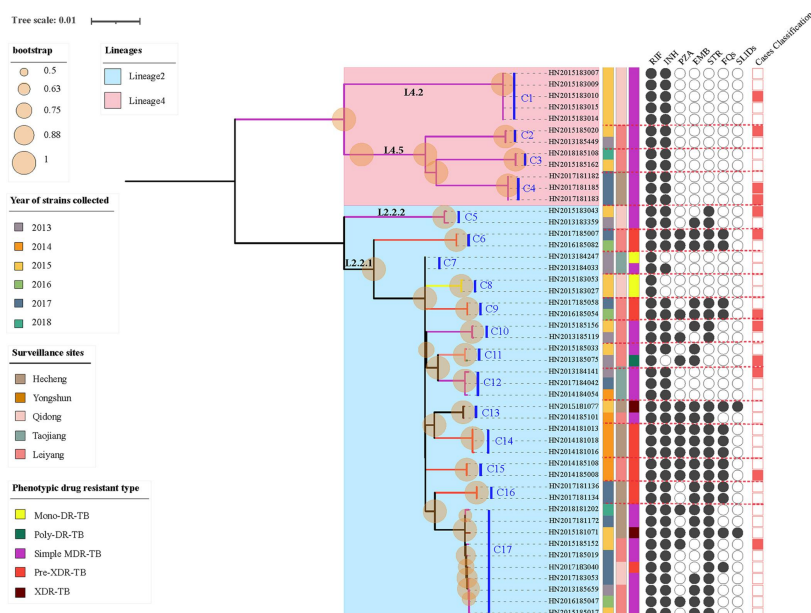 Tree scale: 0.01
bootstrap
0.5
0.63
0.75
0.88
1
Lineages
Lineage2
Lineage4
Year of strains collected
2013
2014
2015
2016
2017
2018
Surveillance sites
Hecheng
Yongshun
Qidong
Taojiang
Leiyang
Phenotypic drug resistant type
Mono-DR-TB
Poly-DR-TB
Simple MDR-TB
Pre-XDR-TB
XDR-TB
RIF
INH
PZA
EMB
STR
FQs
SLIDs
Cases Classification
L4.2
L4.5
L2.2.2
L2.2.1
C1
C2
C3
C4
C5
C6
C7
C8
C9
C10
C11
C12
C13
C14
C15
C16
C17
HN2015183007
HN2015183009
HN2015183010
HN2015183015
HN2015183014
HN2015185020
HN2013185449
HN2018185108
HN2015185162
HN2017181182
HN2017181185
HN2017181183
HN2015183043
HN2013183359
HN2017185007
HN2016185082
HN2013184247
HN2013184033
HN2015183053
HN2015183027
HN2017185058
HN2016185054
HN2015185156
HN2013185119
HN2015185033
HN2013185075
HN2013184141
HN2017184042
HN2014184054
HN2015181077
HN2014185101
HN2014181013
HN2014181018
HN2014181016
HN2014185108
HN2014185008
HN2017181136
HN2017181134
HN2018181202
HN2017181172
HN2015181071
HN2015185152
HN2017185019
HN2017183040
HN2017183053
HN2013185659
HN2016185047
HN2015185017